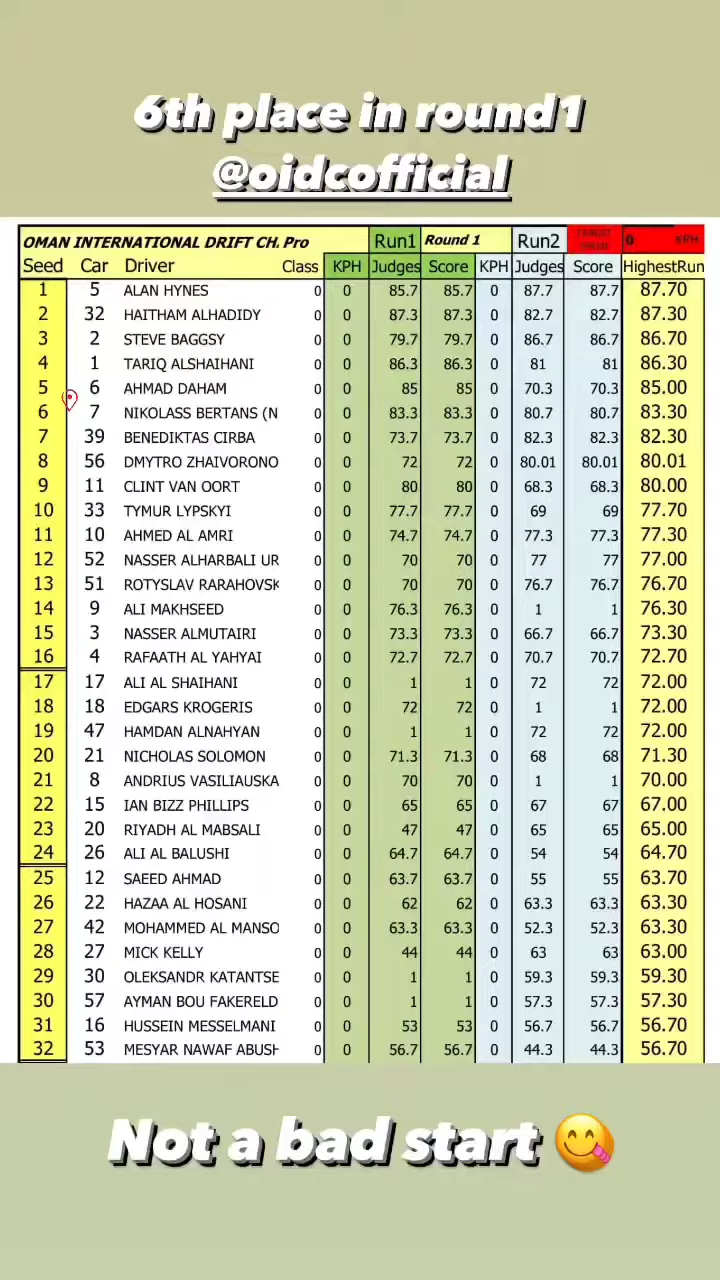 6th place in round1
@oidcofficial
OMAN INTERNATIONAL DRIFT CH. Pro Run1 Round 1 Run2 TARGET 0 KPH
Seed Car Driver Class KPH Judges Score KPH Judges Score HighestRun
1 5 ALAN HYNES 0 0 85.7 85.7 0 87.7 87.7 87.70
2 32 HAITHAM ALHADIDY 0 0 87.3 87.3 0 82.7 82.7 87.30
3 2 STEVE BAGGSY 0 0 79.7 79.7 0 86.7 86.7 86.70
4 1 TARIQ ALSHAIHANI 0 0 86.3 86.3 0 81 81 86.30
5 6 AHMAD DAHAM 0 0 85 85 0 70.3 70.3 85.00
6 7 NIKOLASS BERTANS (N 0 0 83.3 83.3 0 80.7 80.7 83.30
7 39 BENEDIKTAS CIRBA 0 0 73.7 73.7 0 82.3 82.3 82.30
8 56 DMYTRO ZHAIVORONO 0 0 72 72 0 80.01 80.01 80.01
9 11 CLINT VAN OORT 0 0 80 80 0 68.3 68.3 80.00
10 33 TYMUR LYPSKYI 0 0 77.7 77.7 0 69 69 77.70
11 10 AHMED AL AMRI 0 0 74.7 74.7 0 77.3 77.3 77.30
12 52 NASSER ALHARBALI UR 0 0 70 70 0 77 77 77.00
13 51 ROTYSLAV RARAHOVSK 0 0 70 70 0 76.7 76.7 76.70
14 9 ALI MAKHSEED 0 0 76.3 76.3 0 1 1 76.30
15 3 NASSER ALMUTAIRI 0 0 73.3 73.3 0 66.7 66.7 73.30
16 4 RAFAATH AL YAHYAI 0 0 72.7 72.7 0 70.7 70.7 72.70
17 17 ALI AL SHAIHANI 0 0 1 1 0 72 72 72.00
18 18 EDGARS KROGERIS 0 0 72 72 0 1 1 72.00
19 47 HAMDAN ALNAHYAN 0 0 1 1 0 72 72 72.00
20 21 NICHOLAS SOLOMON 0 0 71.3 71.3 0 68 68 71.30
21 8 ANDRIUS VASILIAUSKA 0 0 70 70 0 1 1 70.00
22 15 IAN BIZZ PHILLIPS 0 0 65 65 0 67 67 67.00
23 20 RIYADH AL MABSALI 0 0 47 47 0 65 65 65.00
24 26 ALI AL BALUSHI 0 0 64.7 64.7 0 54 54 64.70
25 12 SAEED AHMAD 0 0 63.7 63.7 0 55 55 63.70
26 22 HAZAA AL HOSANI 0 0 62 62 0 63.3 63.3 63.30
27 42 MOHAMMED AL MANSO 0 0 63.3 63.3 0 52.3 52.3 63.30
28 27 MICK KELLY 0 0 44 44 0 63 63 63.00
29 30 OLEKSANDR KATANTSE 0 0 1 1 0 59.3 59.3 59.30
30 57 AYMAN BOU FAKERELD 0 0 1 1 0 57.3 57.3 57.30
31 16 HUSSEIN MESSELMANI 0 0 53 53 0 56.7 56.7 56.70
32 53 MESYAR NAWAF ABUSH 0 0 56.7 56.7 0 44.3 44.3 56.70
Not a bad start 😋